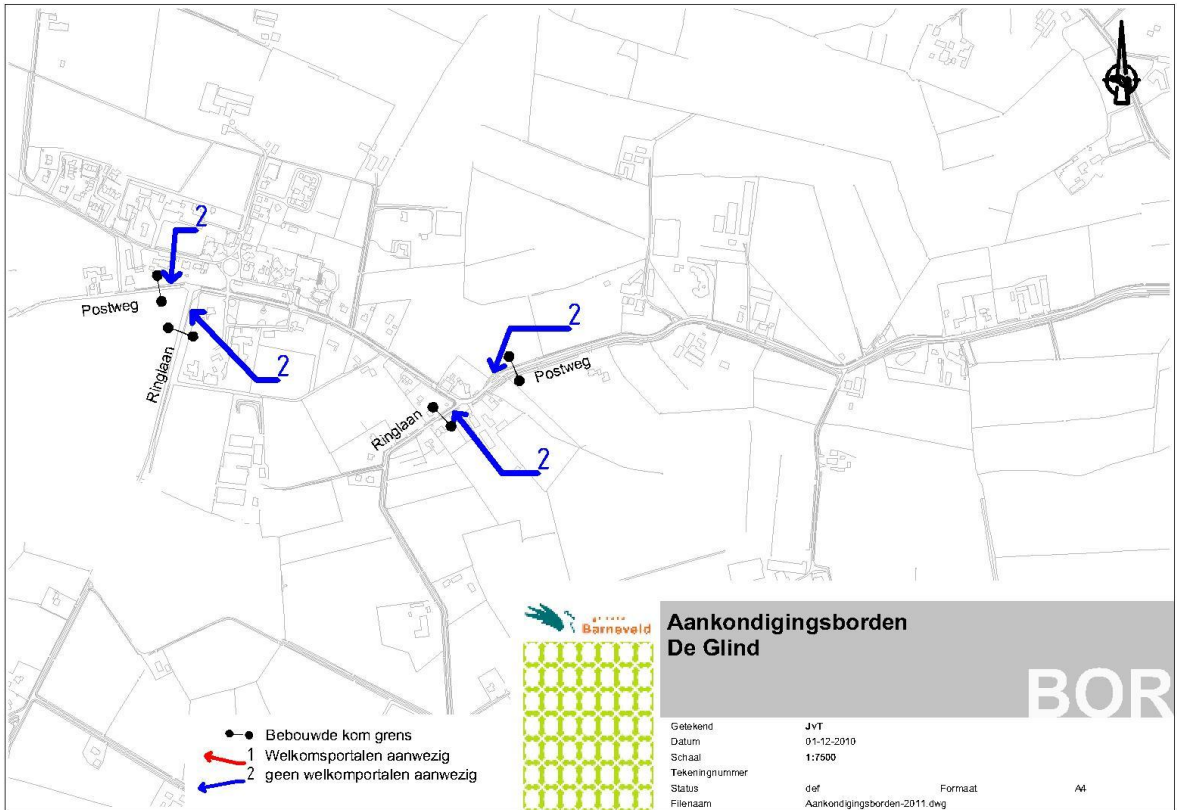 2
Postweg
Ringlaan
2
2
Postweg
Ringlaan
2
Barneveld
Aankondigingsborden
De Glind
BOR
Bebouwde kom grens
1 Welkomsportalen aanwezig
2 geen welkomportalen aanwezig
Getekend JvT
Datum 01-12-2010
Schaal 1:7500
Tekeningnummer
Status def Formaat A4
Filenaam Aankondigingsborden-2011.dwg